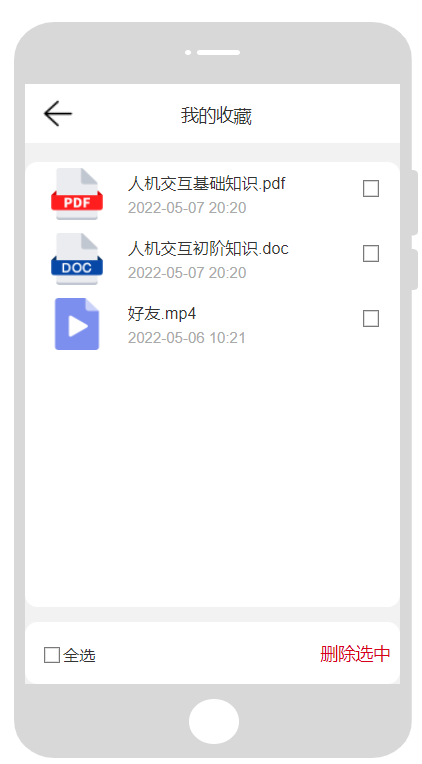 我的收藏
PDF
人机交互基础知识.pdf
2022-05-07 20:20
DOC
人机交互初阶知识.doc
2022-05-07 20:20
好友.mp4
2022-05-06 10:21
全选
删除选中